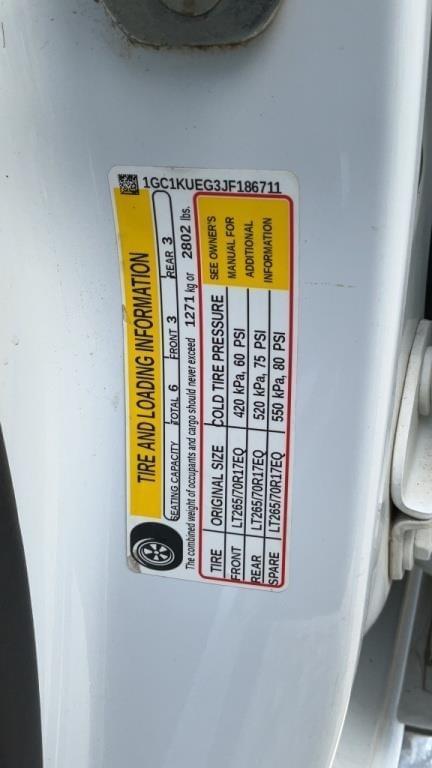 1GC1KUEG3JF186711
TIRE AND LOADING INFORMATION
SEATING CAPACITY TOTAL 6 FRONT 3 REAR 3
The combined weight of occupants and cargo should never exceed 1271 kg or 2802 lbs.
TIRE ORIGINAL SIZE COLD TIRE PRESSURE SEE OWNER'S
FRONT LT265/70R17EQ 420 kPa, 60 PSI MANUAL FOR
REAR LT265/70R17EQ 520 kPa, 75 PSI ADDITIONAL
SPARE LT265/70R17EQ 550 kPa, 80 PSI INFORMATION